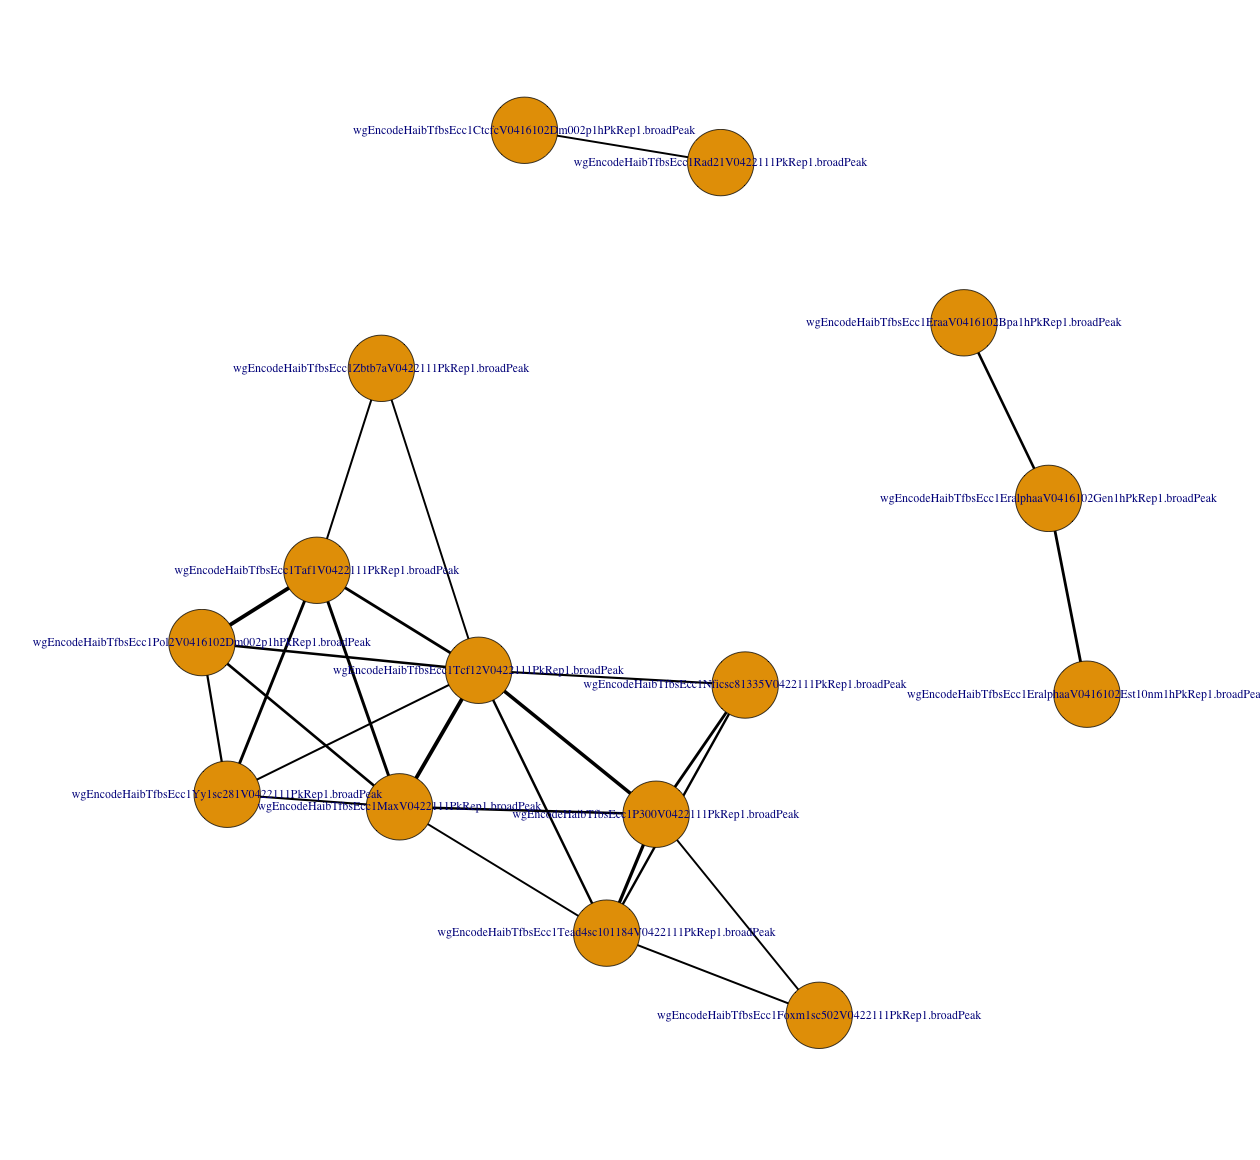 wgEncodeHaibTfbsEcc1CtcfcV0416102Dm002p1hPkRep1.broadPeak
wgEncodeHaibTfbsEcc1Rad21V0422111PkRep1.broadPeak
wgEncodeHaibTfbsEcc1EraaV0416102Bpa1hPkRep1.broadPeak
wgEncodeHaibTfbsEcc1Zbtb7aV0422111PkRep1.broadPeak
wgEncodeHaibTfbsEcc1EralphaaV0416102Gen1hPkRep1.broadPeak
wgEncodeHaibTfbsEcc1Taf1V0422111PkRep1.broadPeak
wgEncodeHaibTfbsEcc1Pol2V0416102Dm002p1hPkRep1.broadPeak
wgEncodeHaibTfbsEcc1Tcf12V0422111PkRep1.broadPeak
wgEncodeHaibTfbsEcc1Nficsc81335V0422111PkRep1.broadPeak
wgEncodeHaibTfbsEcc1EralphaaV0416102Est10nm1hPkRep1.broadPea
wgEncodeHaibTfbsEcc1Yy1sc281V0422111PkRep1.broadPeak
wgEncodeHaibTfbsEcc1MaxV0422111PkRep1.broadPeak
wgEncodeHaibTfbsEcc1P300V0422111PkRep1.broadPeak
wgEncodeHaibTfbsEcc1Tead4sc101184V0422111PkRep1.broadPeak
wgEncodeHaibTfbsEcc1Foxm1sc502V0422111PkRep1.broadPeak